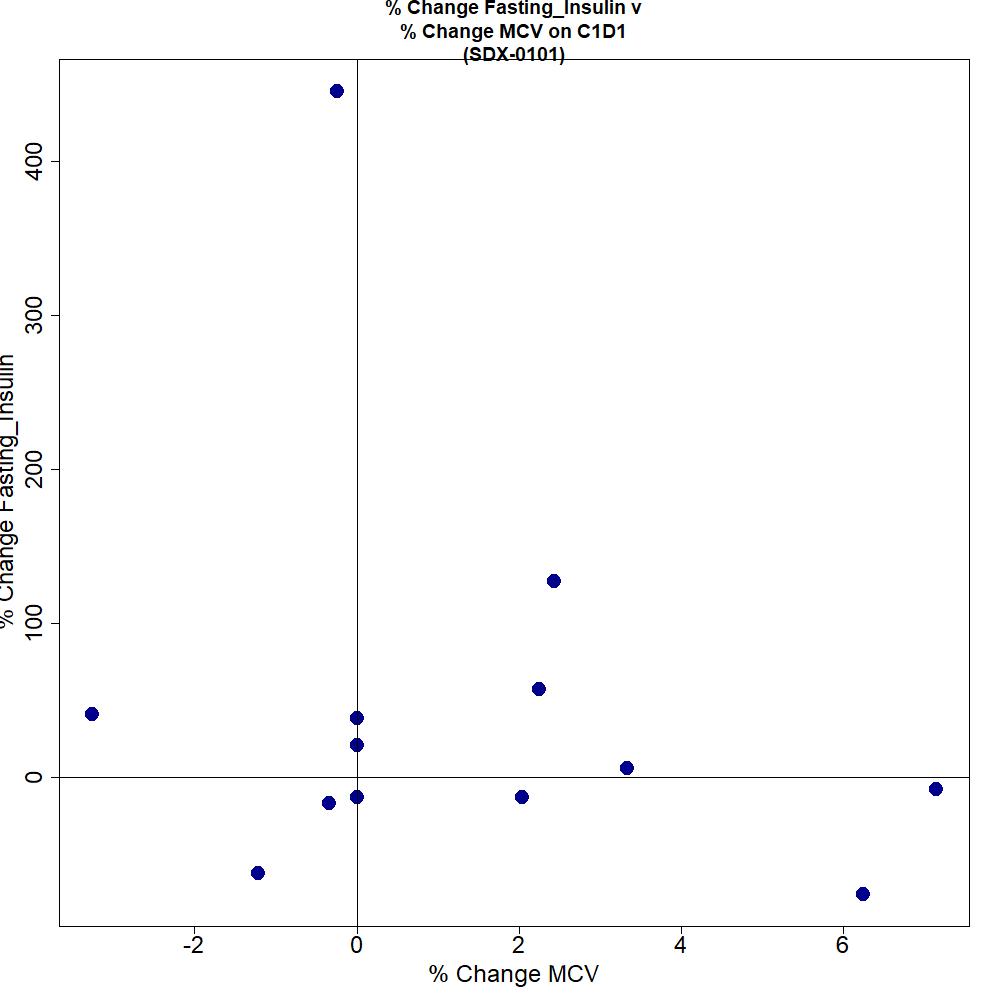 % Change Fasting_Insulin v
% Change MCV on C1D1
(SDX-0101)
400
300
200
100
0
% Change Fasting_Insulin
-2 0 2 4 6
% Change MCV